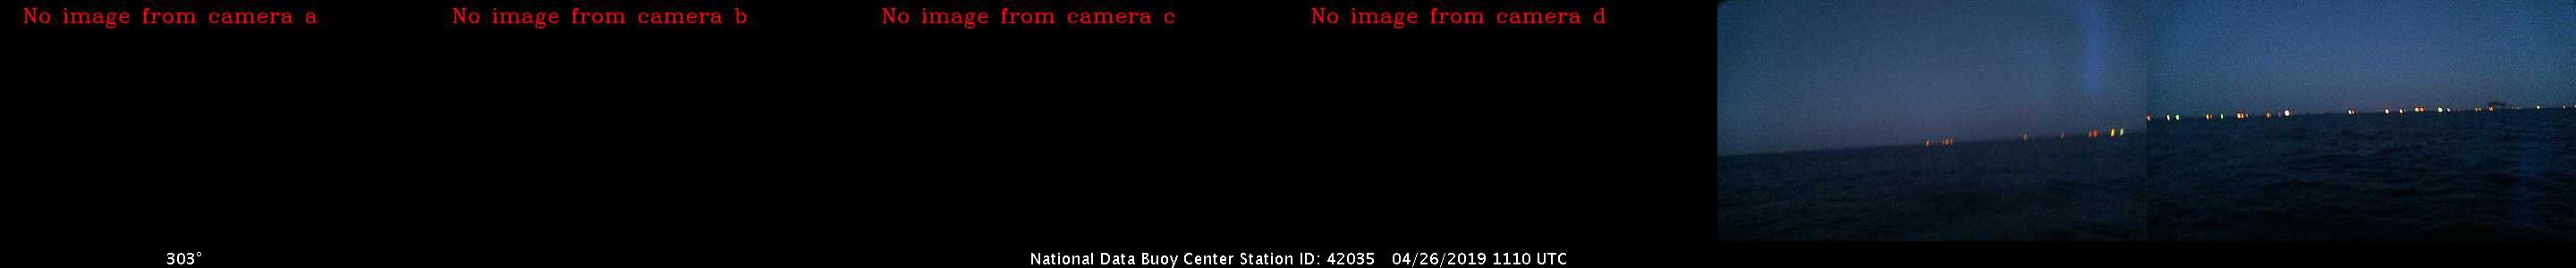 No image from camera a
No image from camera b
No image from camera c
No image from camera d
303°
National Data Buoy Center Station ID: 42035 04/26/2019 1110 UTC